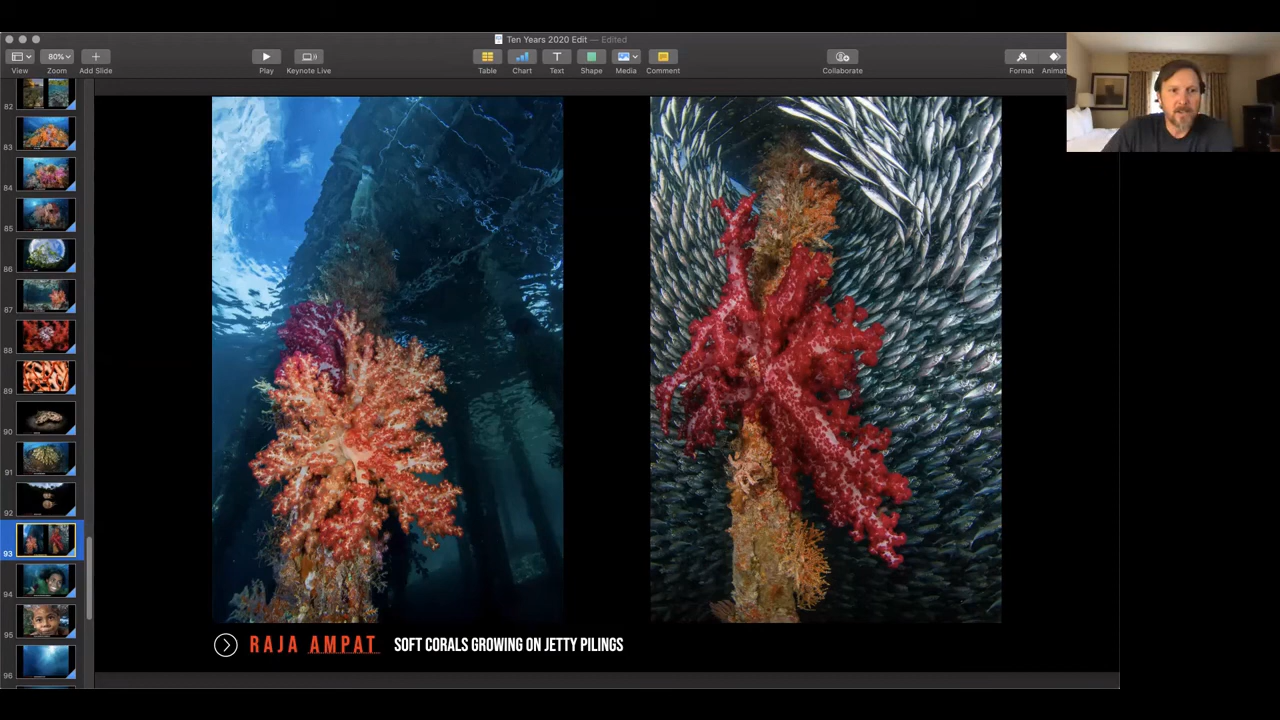 Ten Years 2020 Edit — Edited
80%
View
Zoom
Add Slide
Play
Keynote Live
Table
Chart
Text
Shape
Media
Comment
Collaborate
Format
Animat
82
83
84
85
86
87
88
89
90
91
92
93
94
95
96
RAJA AMPAT SOFT CORALS GROWING ON JETTY PILINGS